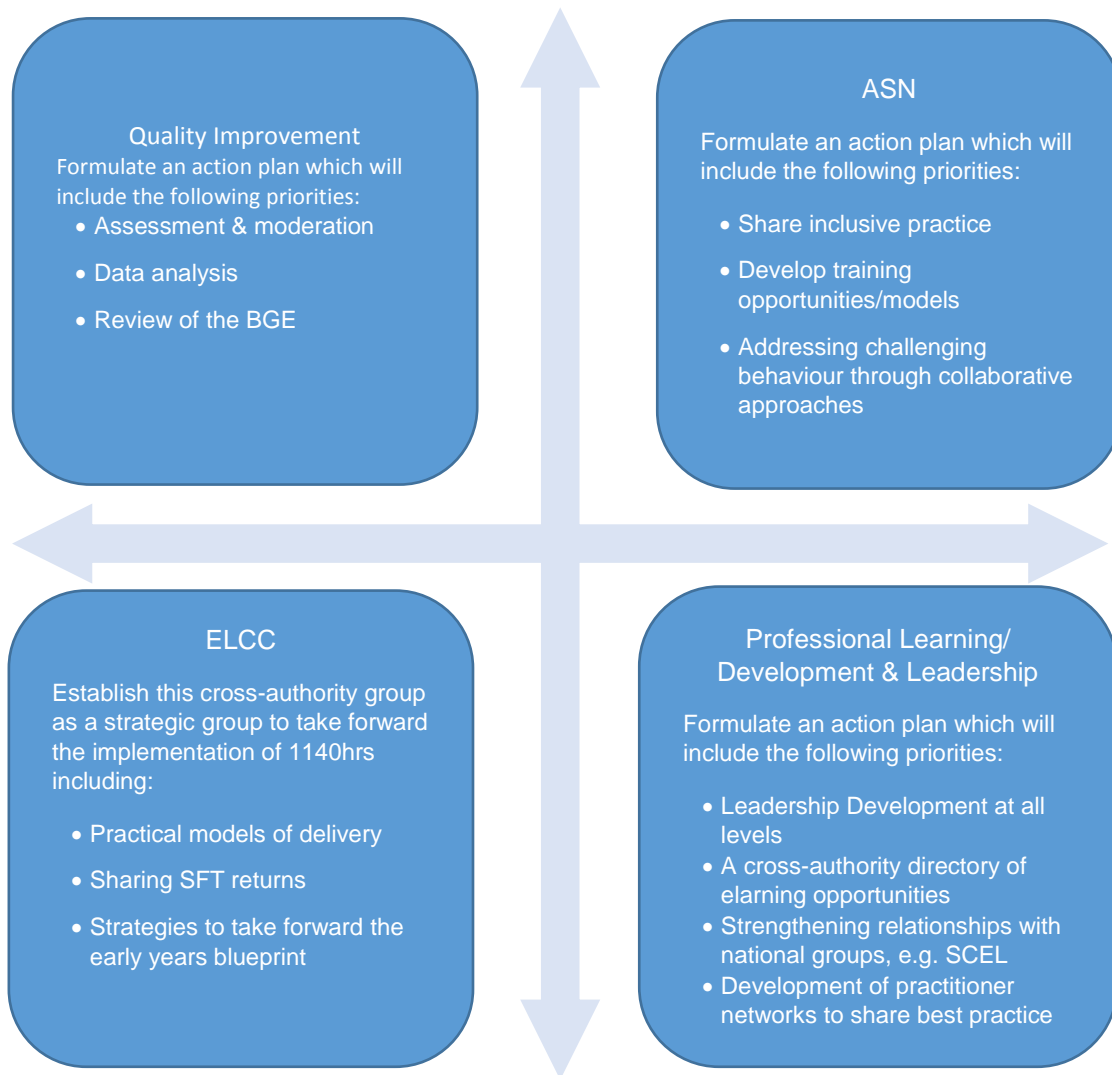 Quality Improvement
Formulate an action plan which will
include the following priorities:
• Assessment & moderation
• Data analysis
• Review of the BGE
ASN
Formulate an action plan which will
include the following priorities:
• Share inclusive practice
• Develop training
opportunities/models
• Addressing challenging
behaviour through collaborative
approaches
ELCC
Establish this cross-authority group
as a strategic group to take forward
the implementation of 1140hrs
including:
• Practical models of delivery
• Sharing SFT returns
• Strategies to take forward the
early years blueprint
Professional Learning/
Development & Leadership
Formulate an action plan which will
include the following priorities:
• Leadership Development at all
levels
• A cross-authority directory of
elarning opportunities
• Strengthening relationships with
national groups, e.g. SCEL
• Development of practitioner
networks to share best practice